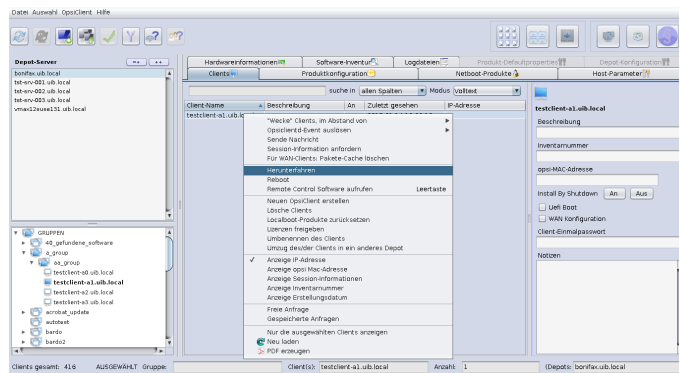 Datei Auswahl OpsiClient Hilfe
Depot-Server
bonifax.uib.local
tst-srv-001.uib.local
tst-srv-002.uib.local
tst-srv-003.uib.local
vmax12suse131.uib.local
GRUPPEN
40_gefundene_software
a_group
aa_group
testclient-a0.uib.local
testclient-a1.uib.local
testclient-a2.uib.local
testclient-a3.uib.local
acrobat_update
autotest
bardo
bardo2
Hardwareinformationen Software-Inventur Logdateien Produkt-Defaultproperties Depot-Konfiguration
Clients Produktkonfiguration Netboot-Produkte Host-Parameter
suche in allen Spalten Modus Volltext
Client-Name Beschreibung An Zuletzt gesehen IP-Adresse
"Wecke" Clients, im Abstand von
Opsiclientd-Event auslösen
Sende Nachricht
Session-Information anfordern
Für WAN-Clients: Pakete-Cache löschen
Herunterfahren
Reboot
Remote Control Software aufrufen Leertaste
Neuen OpsiClient erstellen
Lösche Clients
Localboot-Produkte zurücksetzen
Lizenzen freigeben
Umbenennen des Clients
Umzug des/der Clients in ein anderes Depot
Anzeige IP-Adresse
Anzeige opsi Mac-Adresse
Anzeige Session-Informationen
Anzeige Inventarnummer
Anzeige Erstellungsdatum
Freie Anfrage
Gespeicherte Anfragen
Nur die ausgewählten Clients anzeigen
Neu laden
PDF erzeugen
testclient-a1.uib.local
Beschreibung
Inventarnummer
opsi-MAC-Adresse
Install By Shutdown An Aus
Uefi Boot
WAN Konfiguration
Client-Einmalpasswort
Notizen
Clients gesamt: 416 AUSGEWÄHLT Gruppe: Client(s): testclient-a1.uib.local Anzahl: 1 (Depots: bonifax.uib.local